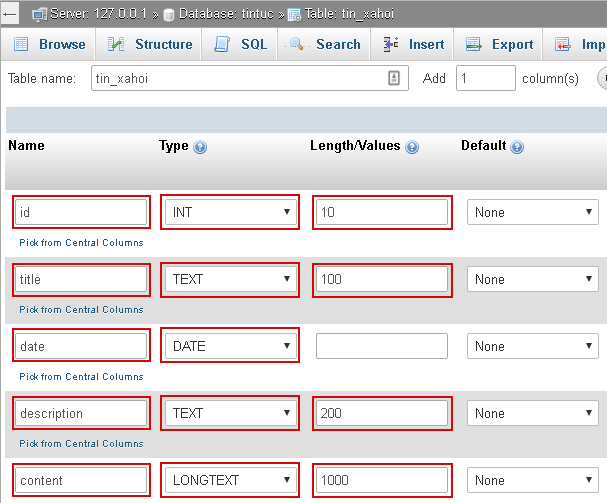 Server: 127.0.0.1 » Database: tintuc » Table: tin_xahoi
Browse Structure SQL Search Insert Export Imp
Table name: tin_xahoi Add 1 column(s)
Name Type Length/Values Default
id INT 10 None
Pick from Central Columns
title TEXT 100 None
Pick from Central Columns
date DATE None
Pick from Central Columns
description TEXT 200 None
Pick from Central Columns
content LONGTEXT 1000 None